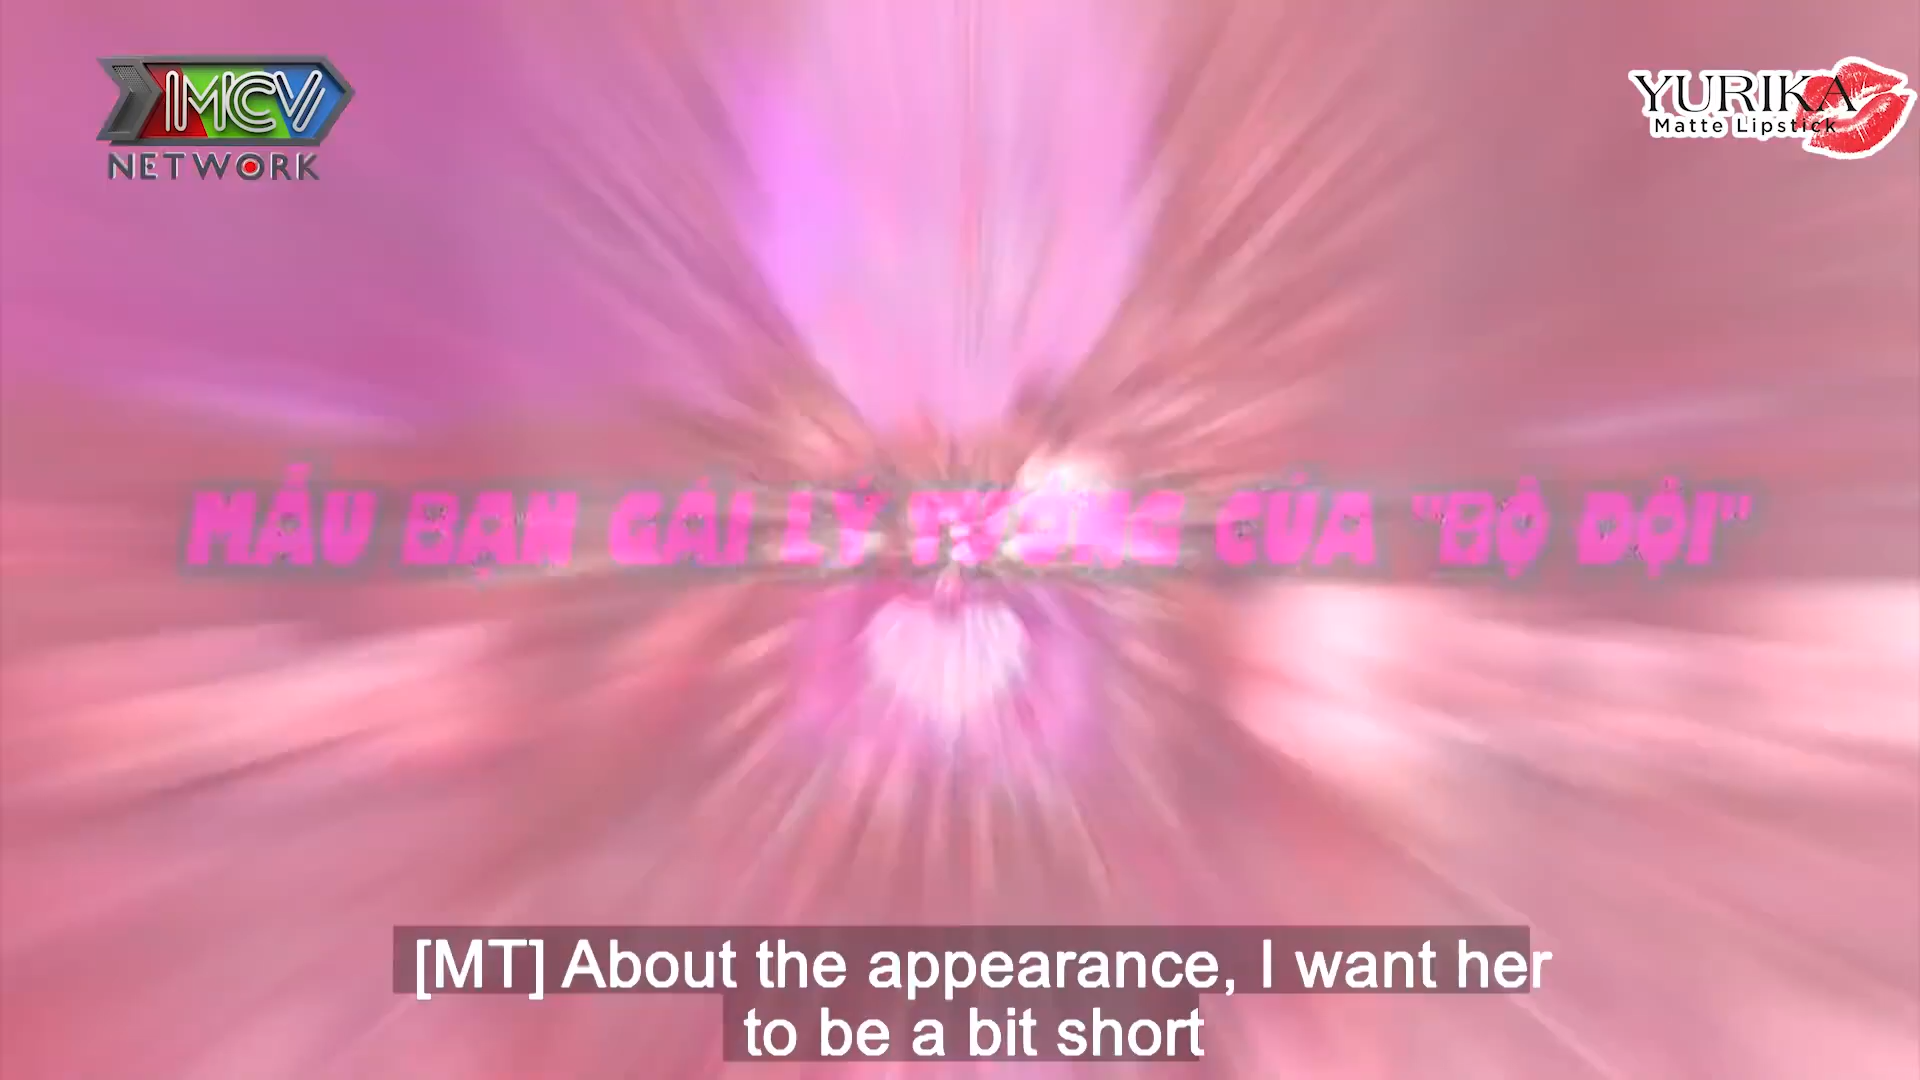 MCV
NETWORK
YURIKA
Matte Lipstick
MẪU BẠN GÁI LÝ TƯỞNG CỦA "BỘ ĐỘI"
[MT] About the appearance, I want her
to be a bit short